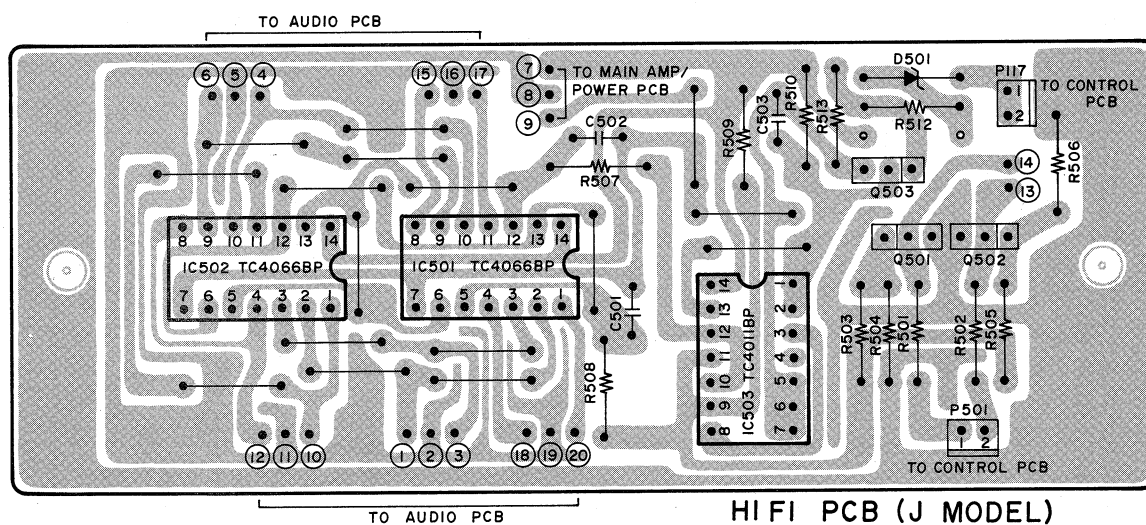 TO AUDIO PCB
6 5 4
15 16 17
7
8
9
TO MAIN AMP/
POWER PCB
C502
R507
R509
C503
R510
R513
D501
R512
Q503
P117
1
2
TO CONTROL
PCB
14
13
R506
8 9 10 11 12 13 14
IC502 TC4066BP
7 6 5 4 3 2 1
8 9 10 11 12 13 14
IC501 TC4066BP
7 6 5 4 3 2 1
C501
R508
14 1
13 2
12 3
11 4
10 5
9 6
8 7
IC503 TC4011BP
Q501
Q502
R503
R504
R501
R502
R505
P501
1 2
TO CONTROL PCB
12 11 10
1 2 3
18 19 20
TO AUDIO PCB
HIFI PCB (J MODEL)